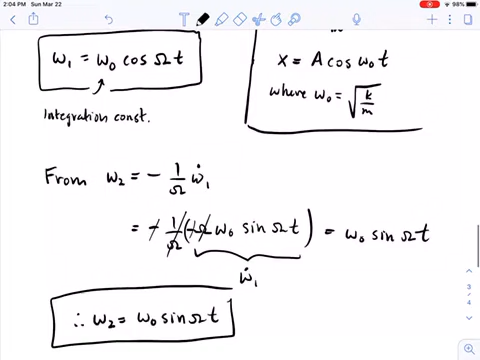 2:04 PM Sun Mar 22
98%
ω₁ = ω₀ cos Ωt
Integration const.
x = A cos ω₀t
where ω₀ = √(k/m)
From ω₂ = − 1/Ω ω̇₁
= − 1/Ω (−Ω ω₀ sin Ωt) = ω₀ sin Ωt
ω̇₁
∴ ω₂ = ω₀ sin Ωt
3
4